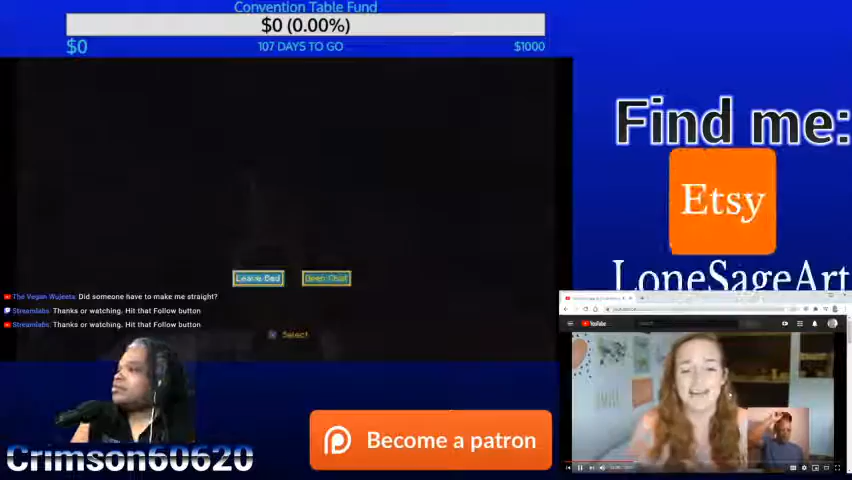 Convention Table Fund
$0 (0.00%)
$0
107 DAYS TO GO
$1000
Find me:
Etsy
LoneSageArt
Leave Bed
Open Chat
The Vegan Wujeeta: Did someone have to make me straight?
Streamlabs: Thanks or watching. Hit that Follow button
Streamlabs: Thanks or watching. Hit that Follow button
Select
YouTube
Become a patron
Crimson60620